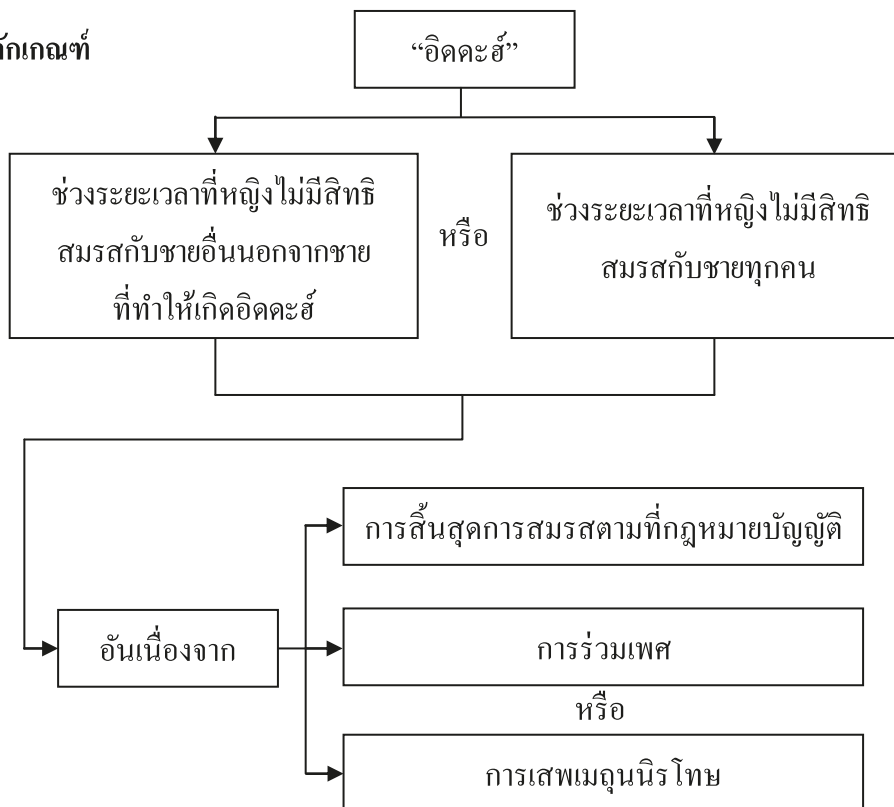 “อิดดะฮ์”
ช่วงระยะเวลาที่หญิงไม่มีสิทธิ
สมรสกับชายอื่นนอกจากชาย
ที่ทำให้เกิดอิดดะฮ์
หรือ
ช่วงระยะเวลาที่หญิงไม่มีสิทธิ
สมรสกับชายทุกคน
การสิ้นสุดการสมรสตามที่กฎหมายบัญญัติ
อันเนื่องจาก
การร่วมเพศ
หรือ
การเสพเมถุนนิรโทษ